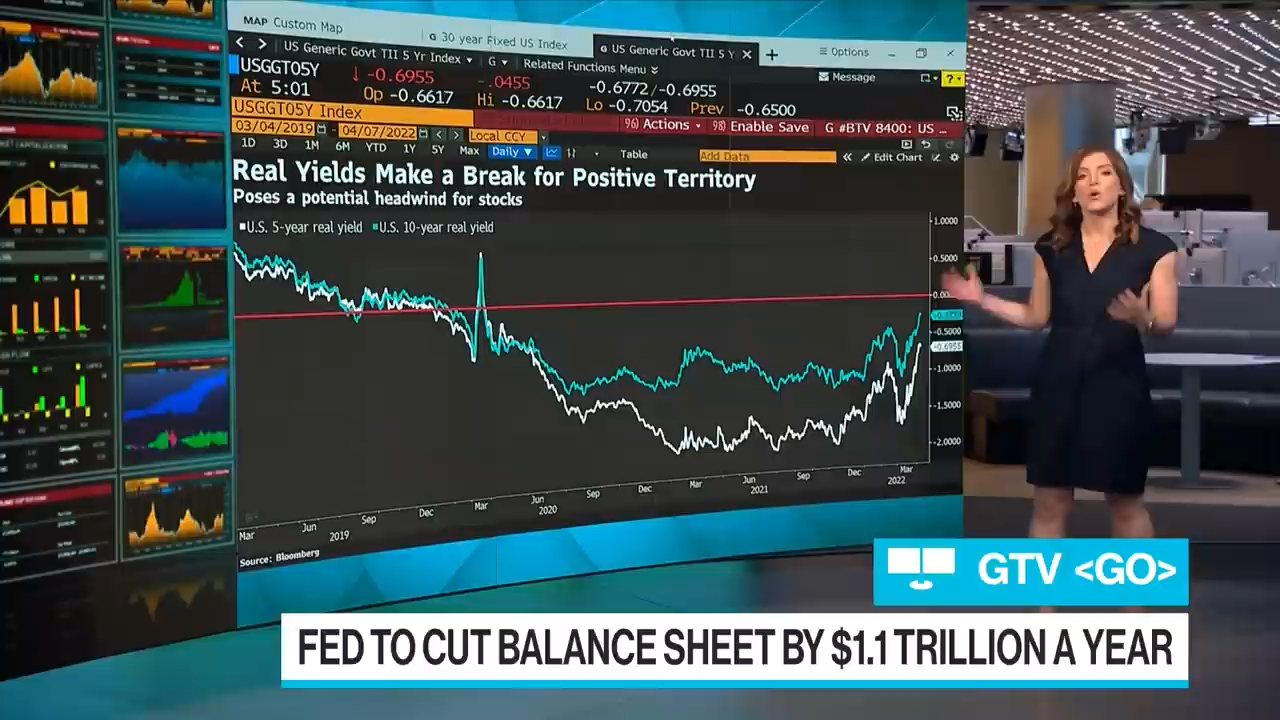 MAP Custom Map
G 30 year Fixed US Index
G US Generic Govt TII 5 Y
US Generic Govt TII 5 Yr Index
G
Related Functions Menu
Options
USGGT05Y
-0.6955
-.0455
-0.6772/-0.6955
Message
At 5:01
Op -0.6617
Hi -0.6617
Lo -0.7054
Prev -0.6500
USGGT05Y Index
96) Actions
98) Enable Save
G #BTV 8400: US ...
03/04/2019 - 04/07/2022
Local CCY
1D 3D 1M 6M YTD 1Y 5Y Max Daily ▼
Table
Add Data
« Edit Chart
Real Yields Make a Break for Positive Territory
Poses a potential headwind for stocks
U.S. 5-year real yield U.S. 10-year real yield
1.0000
0.5000
0.00
-0.5000
-0.6955
-1.0000
-1.5000
-2.0000
Mar Jun Sep Dec Mar Jun Sep Dec Mar Jun Sep Dec Mar
2019 2020 2021 2022
Source: Bloomberg
GTV <GO>
FED TO CUT BALANCE SHEET BY $1.1 TRILLION A YEAR